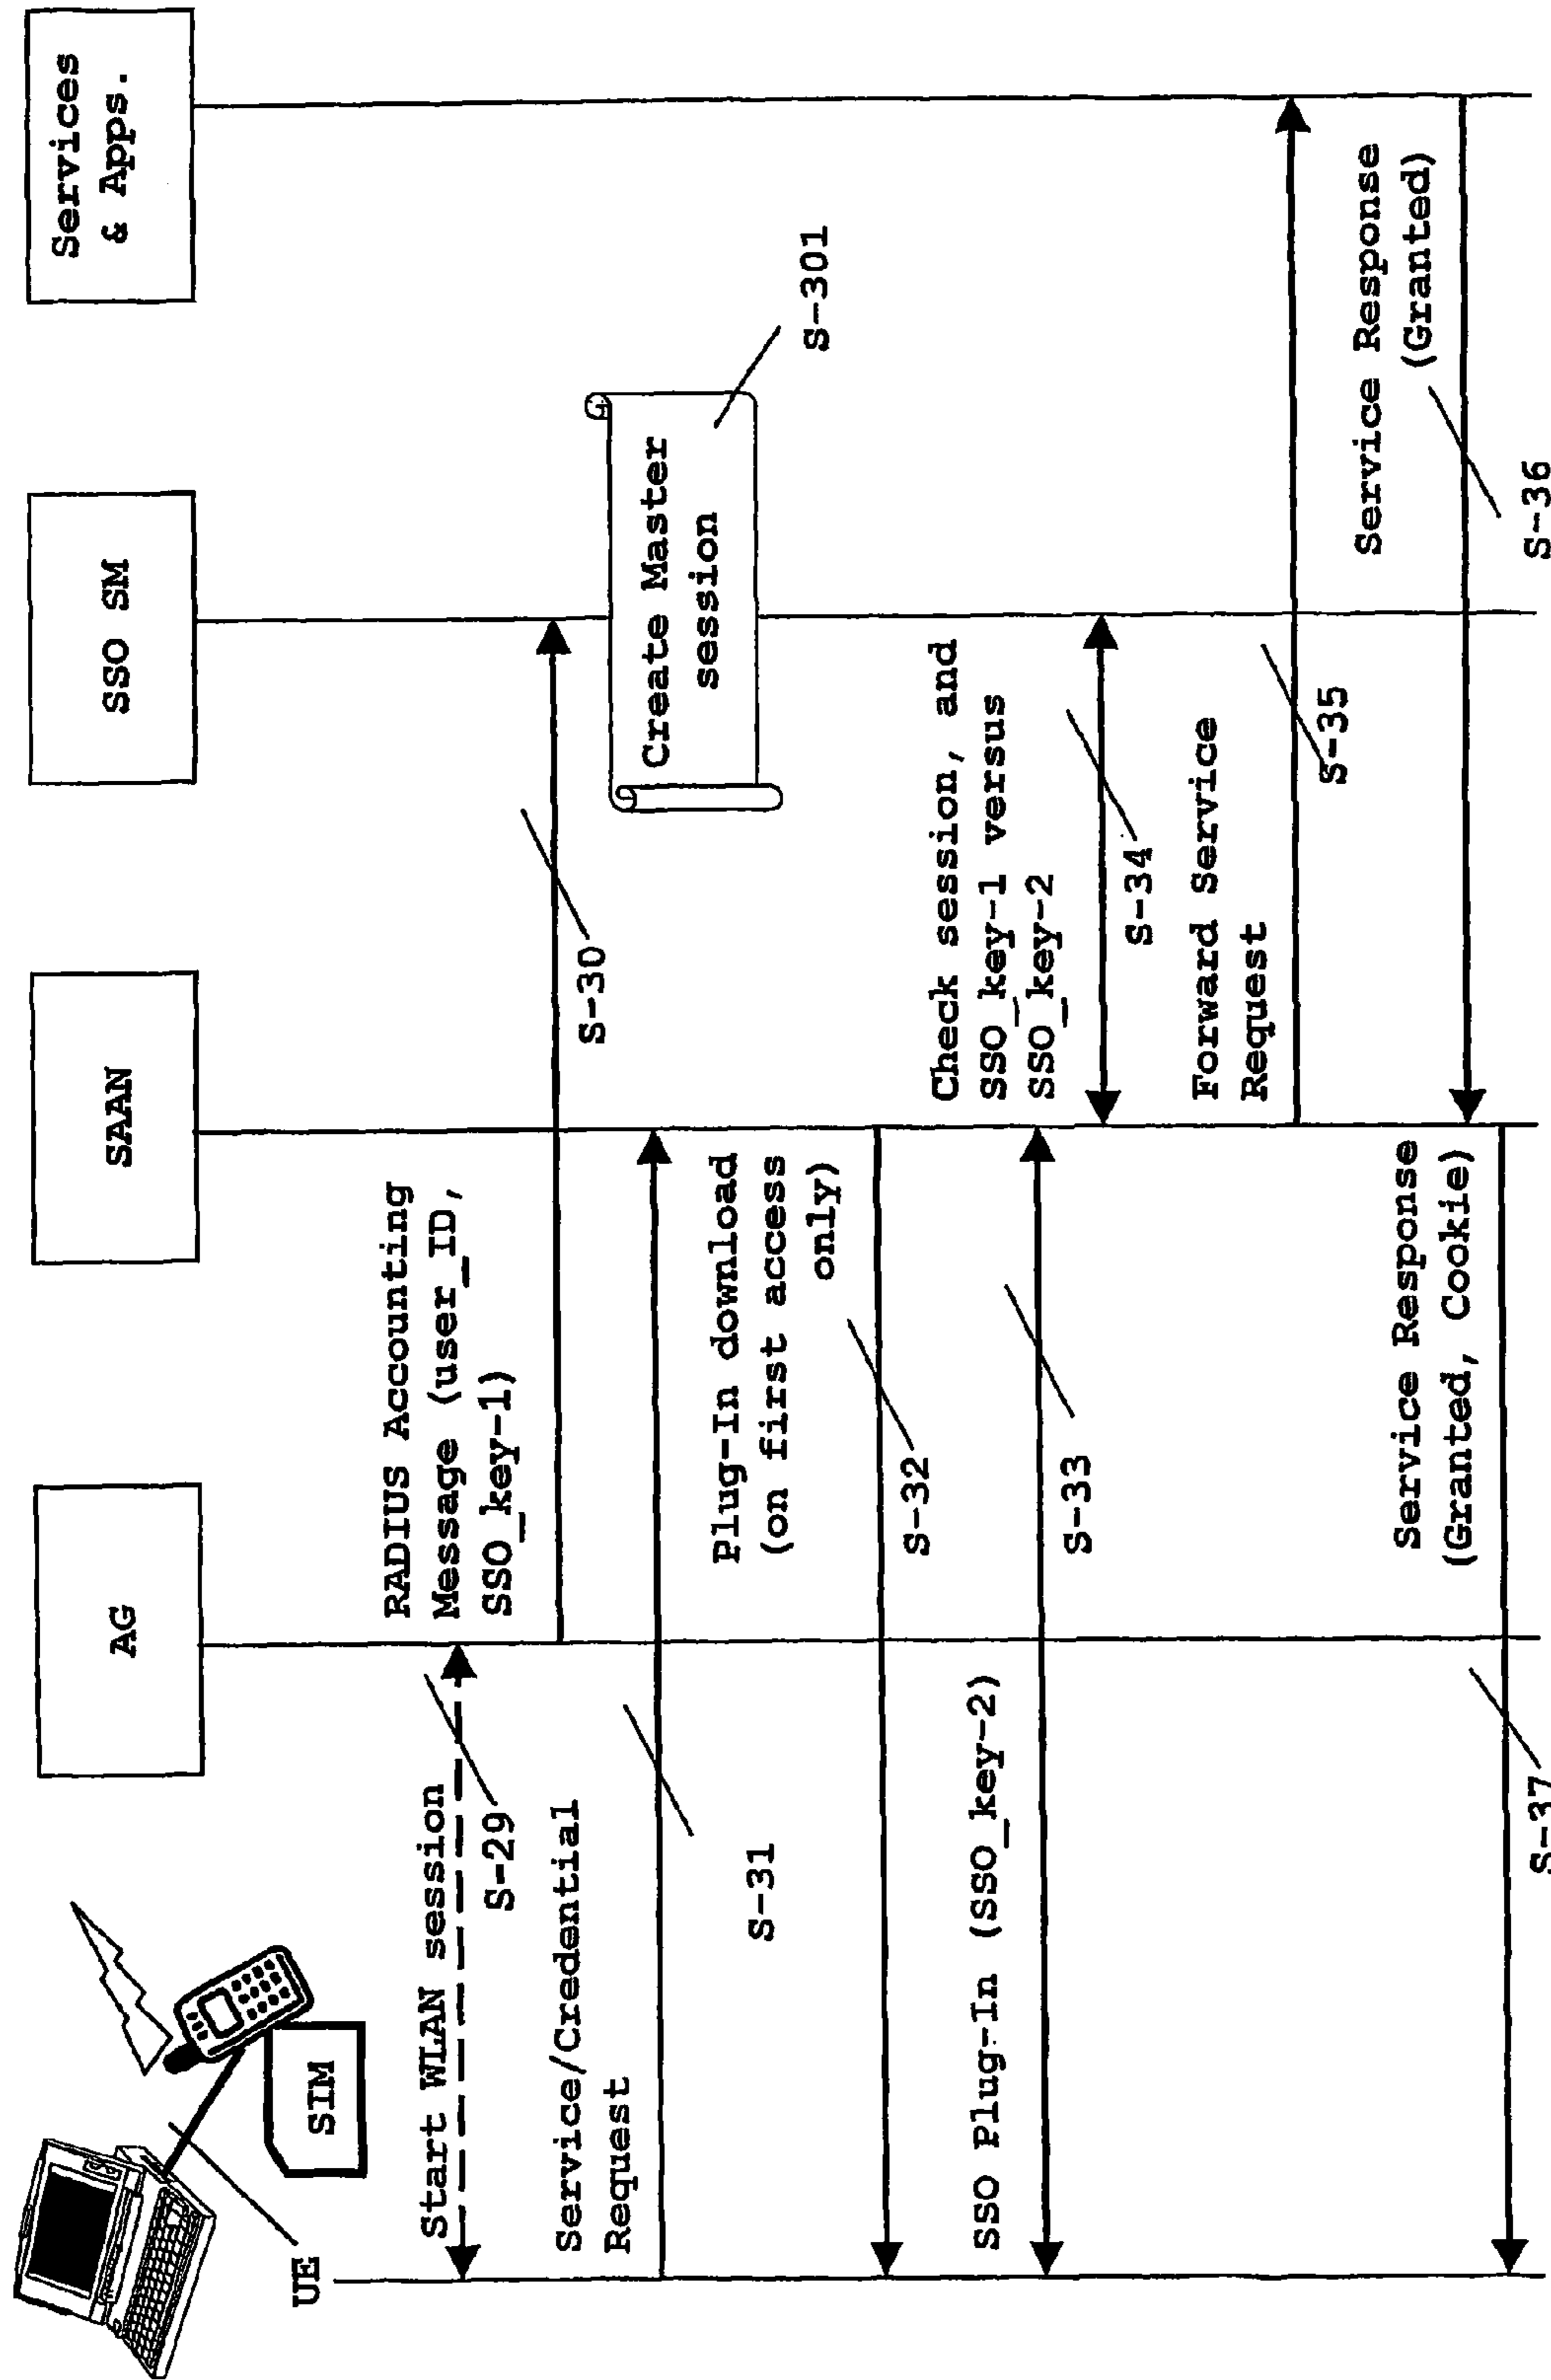 UE
SIM
AG
SAAN
SSO SM
Services
& Apps.
Start WLAN session
S-29
RADIUS Accounting
Message (user_ID,
SSO_key-1)
S-30
Create Master
session
S-301
Service/Credential
Request
S-31
Plug-In download
(on first access
only)
S-32
SSO Plug-In (SSO_key-2)
S-33
Check session, and
SSO_key-1 versus
SSO_key-2
S-34
Forward Service
Request
S-35
Service Response
(Granted)
S-36
Service Response
(Granted, Cookie)
S-37